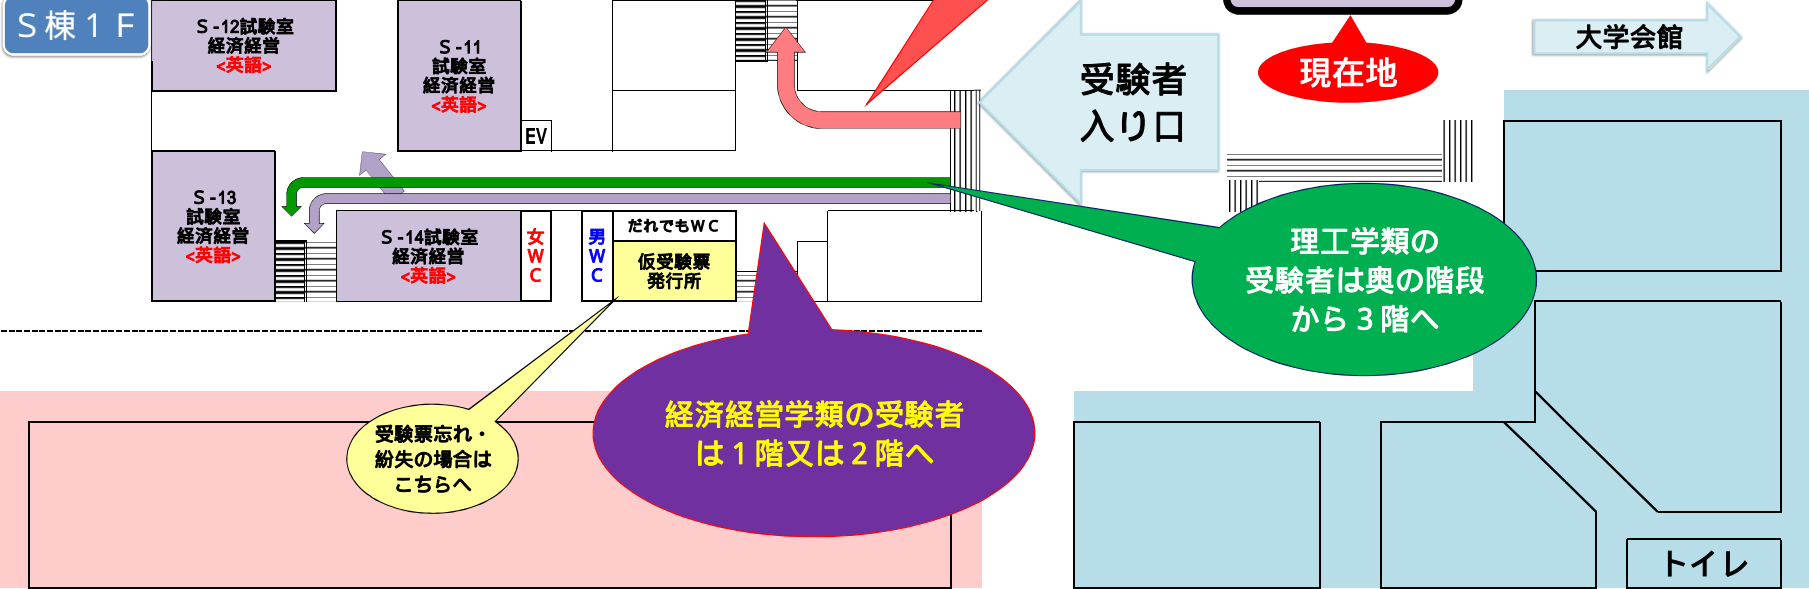 Ｓ棟１Ｆ
Ｓ-12試験室
経済経営
<英語>
Ｓ-11
試験室
経済経営
<英語>
EV
受験者
入り口
現在地
大学会館
Ｓ-13
試験室
経済経営
<英語>
Ｓ-14試験室
経済経営
<英語>
女
Ｗ
Ｃ
男
Ｗ
Ｃ
だれでもＷＣ
仮受験票
発行所
理工学類の
受験者は奥の階段
から３階へ
経済経営学類の受験者
は１階又は２階へ
受験票忘れ・
紛失の場合は
こちらへ
トイレ